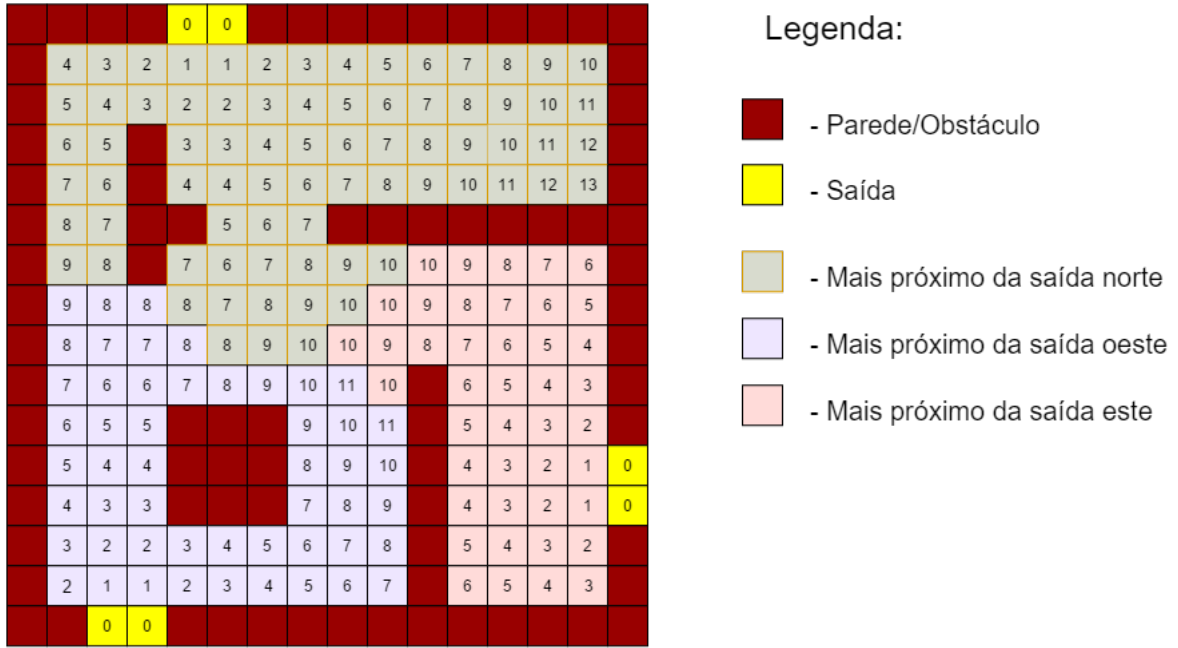 0 0
Legenda:
4 3 2 1 1 2 3 4 5 6 7 8 9 10
5 4 3 2 2 3 4 5 6 7 8 9 10 11
- Parede/Obstáculo
6 5 3 3 4 5 6 7 8 9 10 11 12
7 6 4 4 5 6 7 8 9 10 11 12 13
- Saída
8 7 5 6 7
9 8 7 6 7 8 9 10 10 9 8 7 6
- Mais próximo da saída norte
9 8 8 8 7 8 9 10 10 9 8 7 6 5
8 7 7 8 8 9 10 10 9 8 7 6 5 4
- Mais próximo da saída oeste
7 6 6 7 8 9 10 11 10 6 5 4 3
6 5 5 9 10 11 5 4 3 2
- Mais próximo da saída este
5 4 4 8 9 10 4 3 2 1 0
4 3 3 7 8 9 4 3 2 1 0
3 2 2 3 4 5 6 7 8 5 4 3 2
2 1 1 2 3 4 5 6 7 6 5 4 3
0 0